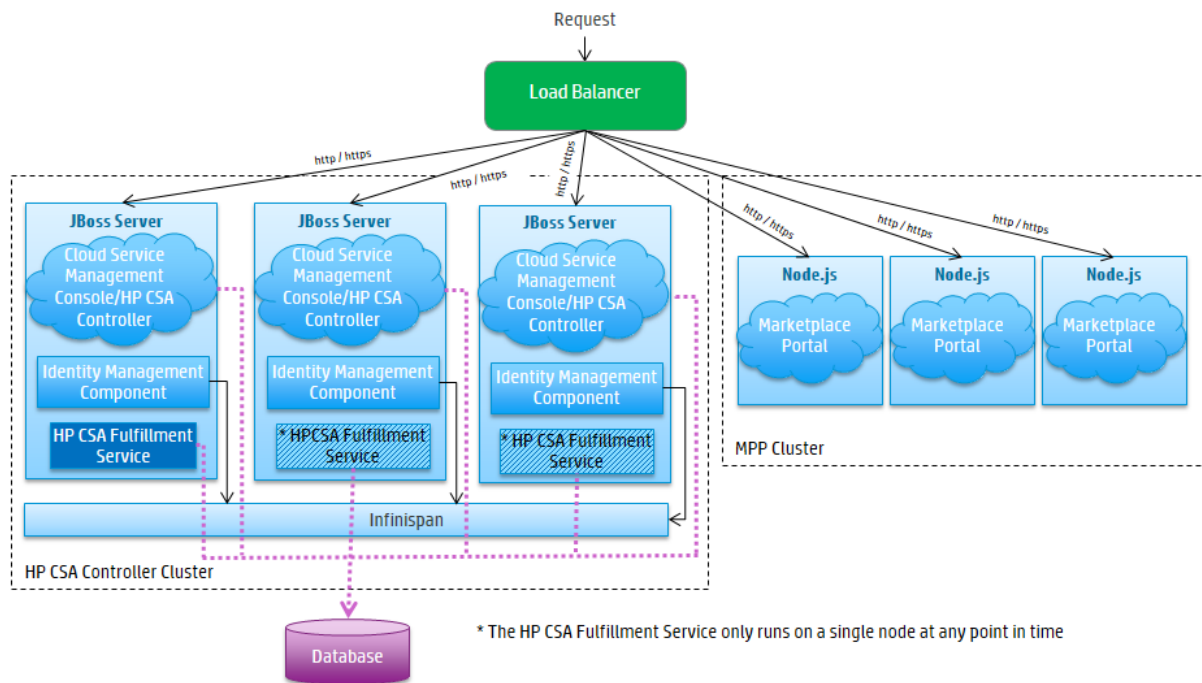 Request
Load Balancer
http / https
http / https
http / https
http / https
http / https
http / https
JBoss Server
Cloud Service
Management
Console/HP CSA
Controller
Identity Management
Component
HP CSA Fulfillment
Service
JBoss Server
Cloud Service
Management
Console/HP CSA
Controller
Identity Management
Component
* HPCSA Fulfillment
Service
JBoss Server
Cloud Service
Management
Console/HP CSA
Controller
Identity Management
Component
* HP CSA Fulfillment
Service
Infinispan
HP CSA Controller Cluster
Node.js
Marketplace
Portal
Node.js
Marketplace
Portal
Node.js
Marketplace
Portal
MPP Cluster
Database
* The HP CSA Fulfillment Service only runs on a single node at any point in time